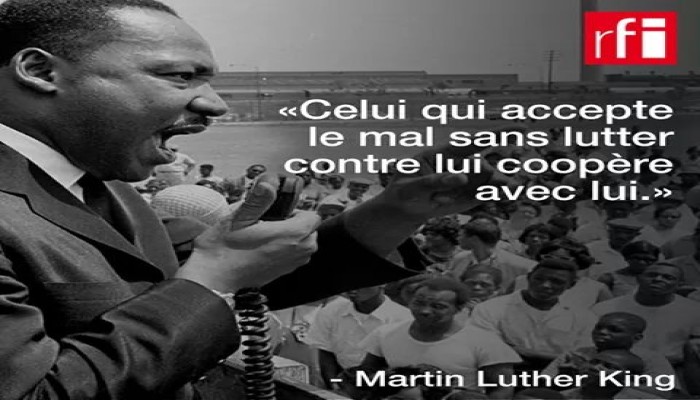 rfi
«Celui qui accepte
le mal sans lutter
contre lui coopère
avec lui.»
- Martin Luther King